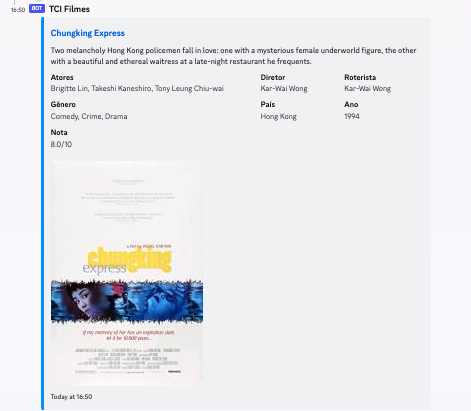 16:50 BOT TCI Filmes
Chungking Express
Two melancholy Hong Kong policemen fall in love: one with a mysterious female underworld figure, the other
with a beautiful and ethereal waitress at a late-night restaurant he frequents.
Atores Diretor Roterista
Brigitte Lin, Takeshi Kaneshiro, Tony Leung Chiu-wai Kar-Wai Wong Kar-Wai Wong
Gênero País Ano
Comedy, Crime, Drama Hong Kong 1994
Nota
8.0/10
a film by WONG KAR-WAI
chungking
express
if my memory of her has an expiration date,
let it be 10,000 years...
Today at 16:50